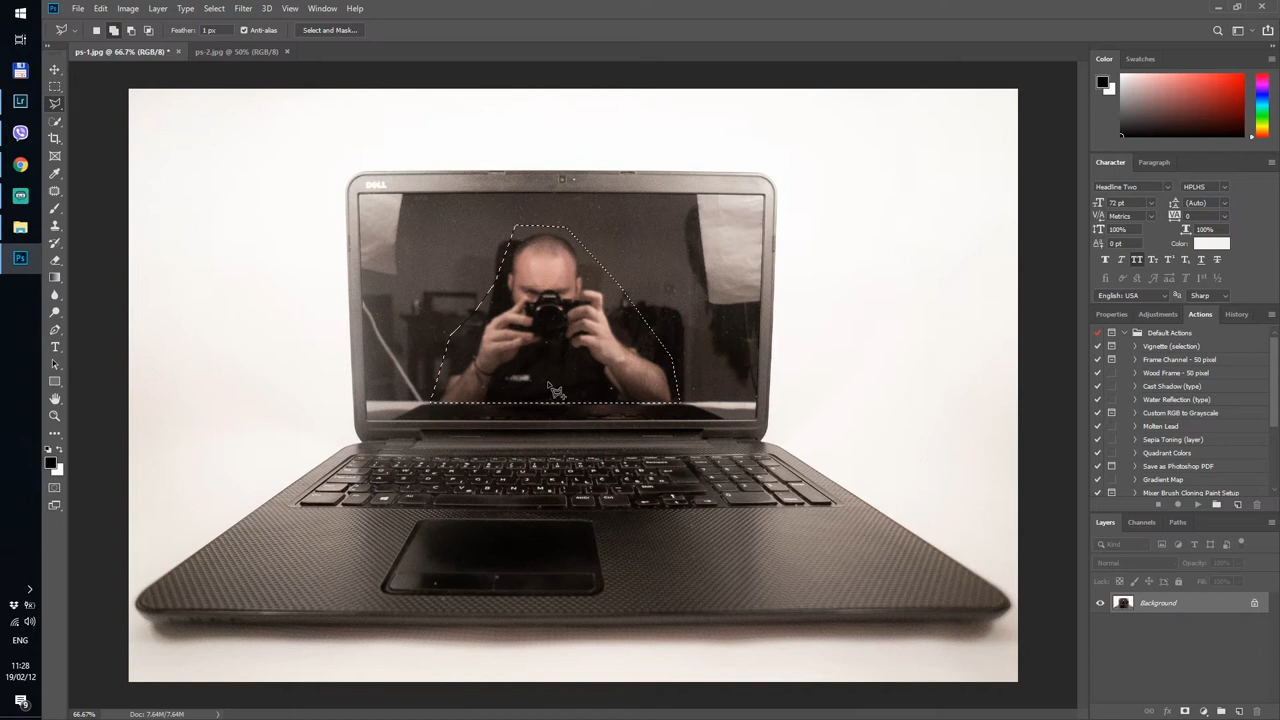 File Edit Image Layer Type Select Filter 3D View Window Help
Feather: 1 px Anti-alias Select and Mask...
ps-1.jpg @ 66.7% (RGB/8) * × ps-2.jpg @ 50% (RGB/8) ×
Color Swatches
DELL
Character Paragraph
Headline Two HPLHS
72 pt (Auto)
Metrics 0
100% 100%
0 pt Color:
English: USA Sharp
Properties Adjustments Actions History
Default Actions
Vignette (selection)
Frame Channel - 50 pixel
Wood Frame - 50 pixel
Cast Shadow (type)
Water Reflection (type)
Custom RGB to Grayscale
Molten Lead
Sepia Toning (layer)
Quadrant Colors
Save as Photoshop PDF
Gradient Map
Mixer Brush Cloning Paint Setup
Layers Channels Paths
Kind
Normal Opacity: 100%
Lock: Fill: 100%
Background
ENG
11:28
19/02/12
66.67% Doc: 7.64M/7.64M